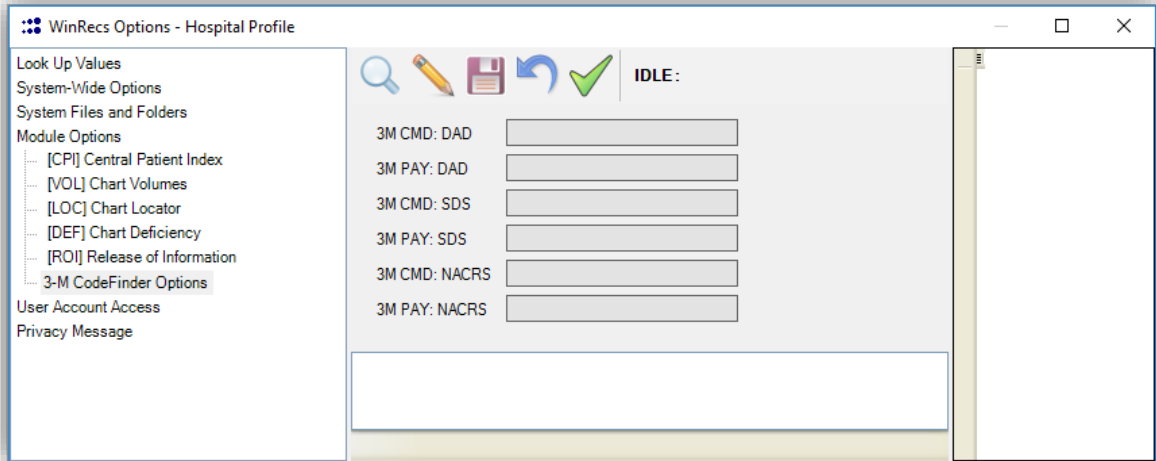 WinRecs Options - Hospital Profile
Look Up Values
System-Wide Options
System Files and Folders
Module Options
[CPI] Central Patient Index
[VOL] Chart Volumes
[LOC] Chart Locator
[DEF] Chart Deficiency
[ROI] Release of Information
3-M CodeFinder Options
User Account Access
Privacy Message
IDLE :
3M CMD: DAD
3M PAY: DAD
3M CMD: SDS
3M PAY: SDS
3M CMD: NACRS
3M PAY: NACRS